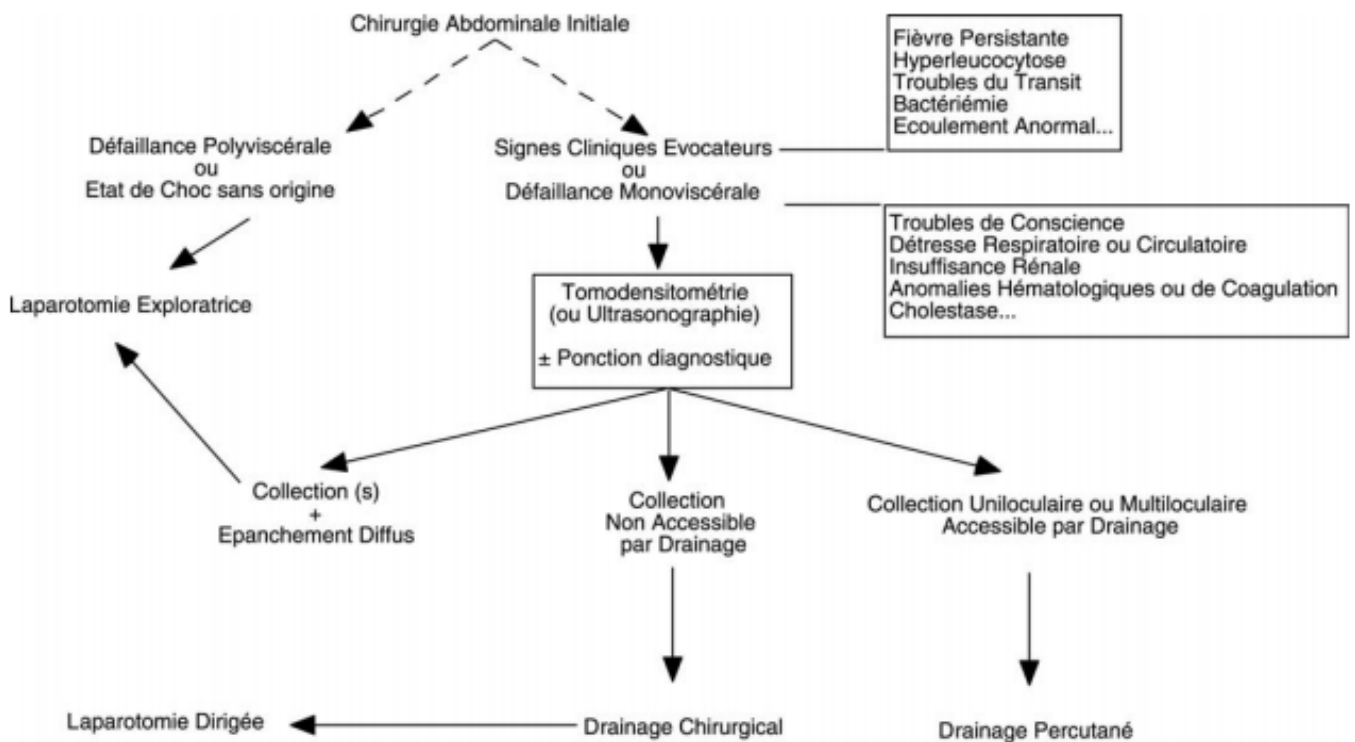 Chirurgie Abdominale Initiale
Fièvre Persistante
Hyperleucocytose
Troubles du Transit
Bactériémie
Ecoulement Anormal...
Défaillance Polyviscérale
ou
Etat de Choc sans origine
Signes Cliniques Evocateurs
ou
Défaillance Monoviscérale
Troubles de Conscience
Détresse Respiratoire ou Circulatoire
Insuffisance Rénale
Anomalies Hématologiques ou de Coagulation
Cholestase...
Laparotomie Exploratrice
Tomodensitométrie
(ou Ultrasonographie)
± Ponction diagnostique
Collection (s)
+
Epanchement Diffus
Collection
Non Accessible
par Drainage
Collection Uniloculaire ou Multiloculaire
Accessible par Drainage
Laparotomie Dirigée
Drainage Chirurgical
Drainage Percutané